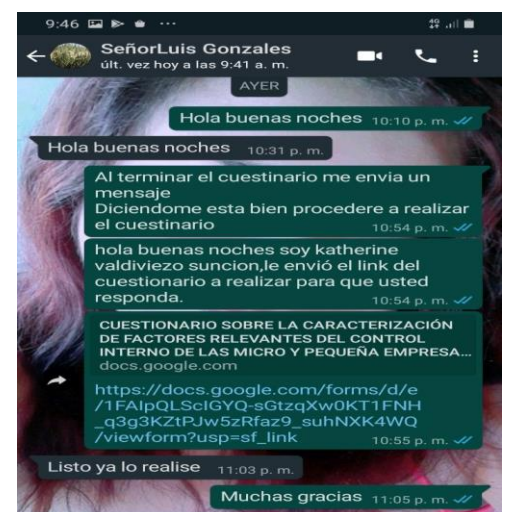 9:46
SeñorLuis Gonzales
últ. vez hoy a las 9:41 a. m.
AYER
Hola buenas noches 10:10 p. m.
Hola buenas noches 10:31 p. m.
Al terminar el cuestinario me envia un
mensaje
Diciendome esta bien procedere a realizar
el cuestinario 10:54 p. m.
hola buenas noches soy katherine
valdiviezo suncion,le envió el link del
cuestionario a realizar para que usted
responda. 10:54 p. m.
CUESTIONARIO SOBRE LA CARACTERIZACIÓN
DE FACTORES RELEVANTES DEL CONTROL
INTERNO DE LAS MICRO Y PEQUEÑA EMPRESA...
docs.google.com
https://docs.google.com/forms/d/e
/1FAIpQLScIGYQ-sGtzqXw0KT1FNH
_q3g3KZtPJw5zRfaz9_suhNXK4WQ
/viewform?usp=sf_link 10:55 p. m.
Listo ya lo realise 11:03 p. m.
Muchas gracias 11:05 p. m.